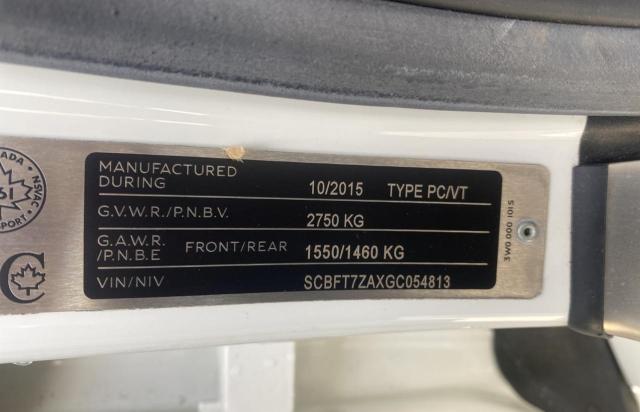 MANUFACTURED
DURING 10/2015 TYPE PC/VT
G.V.W.R./P.N.B.V. 2750 KG
G.A.W.R. FRONT/REAR 1550/1460 KG
/P.N.B.E
VIN/NIV SCBFT7ZAXGC054813
3W0 000 101 S